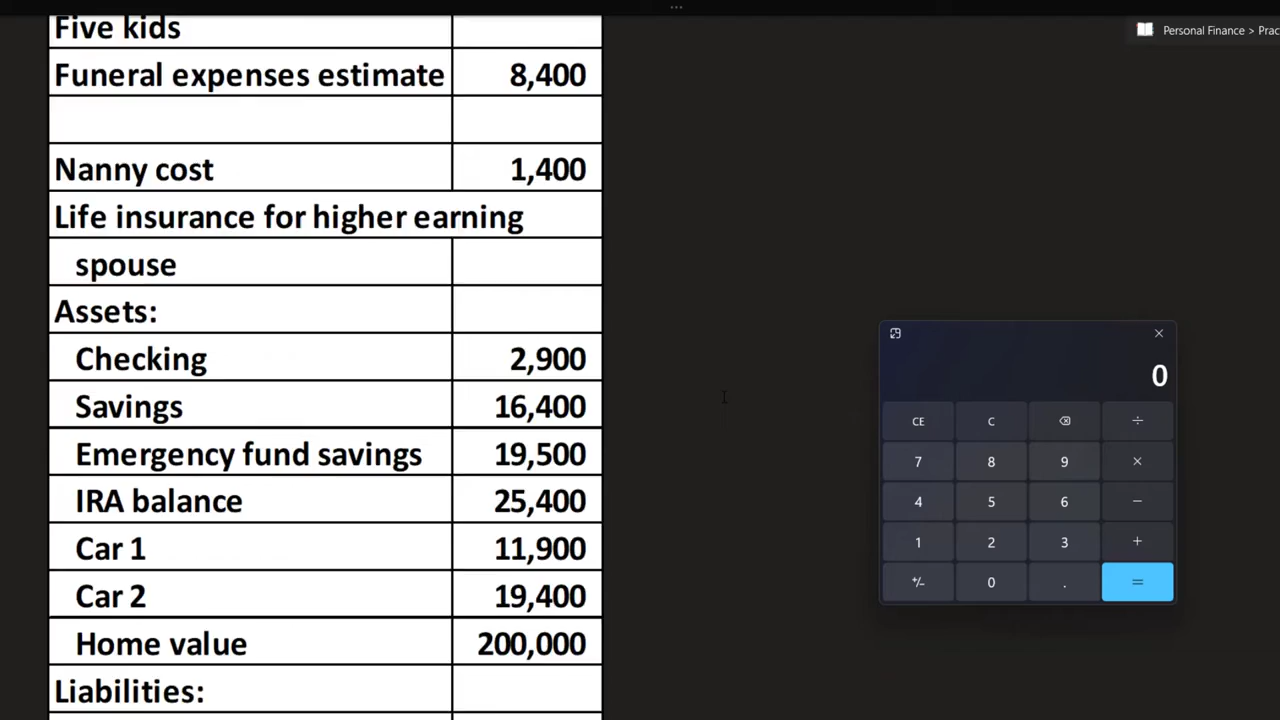 Five kids
Personal Finance > Prac
Funeral expenses estimate 8,400
Nanny cost 1,400
Life insurance for higher earning
spouse
Assets:
Checking 2,900
Savings 16,400
Emergency fund savings 19,500
IRA balance 25,400
Car 1 11,900
Car 2 19,400
Home value 200,000
Liabilities:
0
CE C ÷
7 8 9 ×
4 5 6 −
1 2 3 +
+/− 0 . =